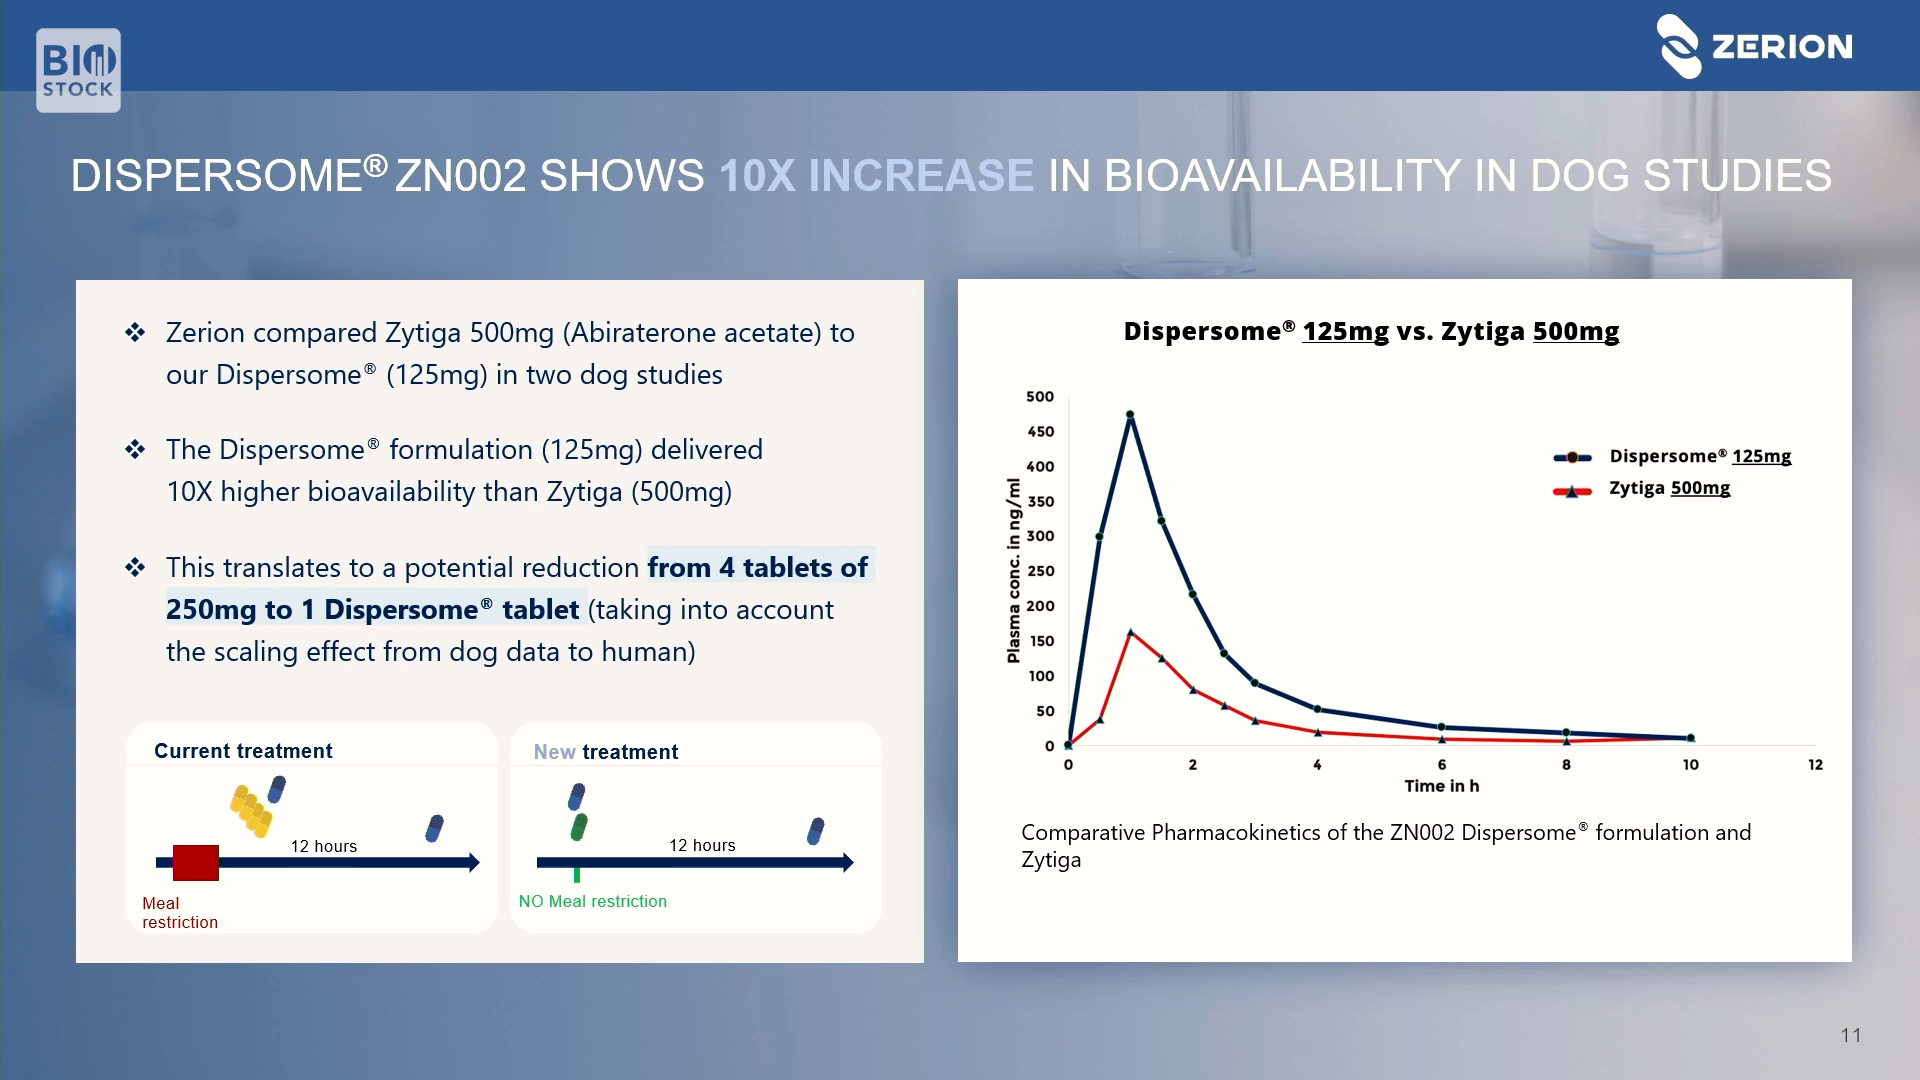 BIO
STOCK
ZERION
DISPERSOME® ZN002 SHOWS 10X INCREASE IN BIOAVAILABILITY IN DOG STUDIES
❖ Zerion compared Zytiga 500mg (Abiraterone acetate) to
our Dispersome® (125mg) in two dog studies
❖ The Dispersome® formulation (125mg) delivered
10X higher bioavailability than Zytiga (500mg)
❖ This translates to a potential reduction from 4 tablets of
250mg to 1 Dispersome® tablet (taking into account
the scaling effect from dog data to human)
Current treatment
12 hours
Meal
restriction
New treatment
12 hours
NO Meal restriction
Dispersome® 125mg vs. Zytiga 500mg
Plasma conc. in ng/ml
500
450
400
350
300
250
200
150
100
50
0
0 2 4 6 8 10 12
Time in h
Dispersome® 125mg
Zytiga 500mg
Comparative Pharmacokinetics of the ZN002 Dispersome® formulation and
Zytiga
11